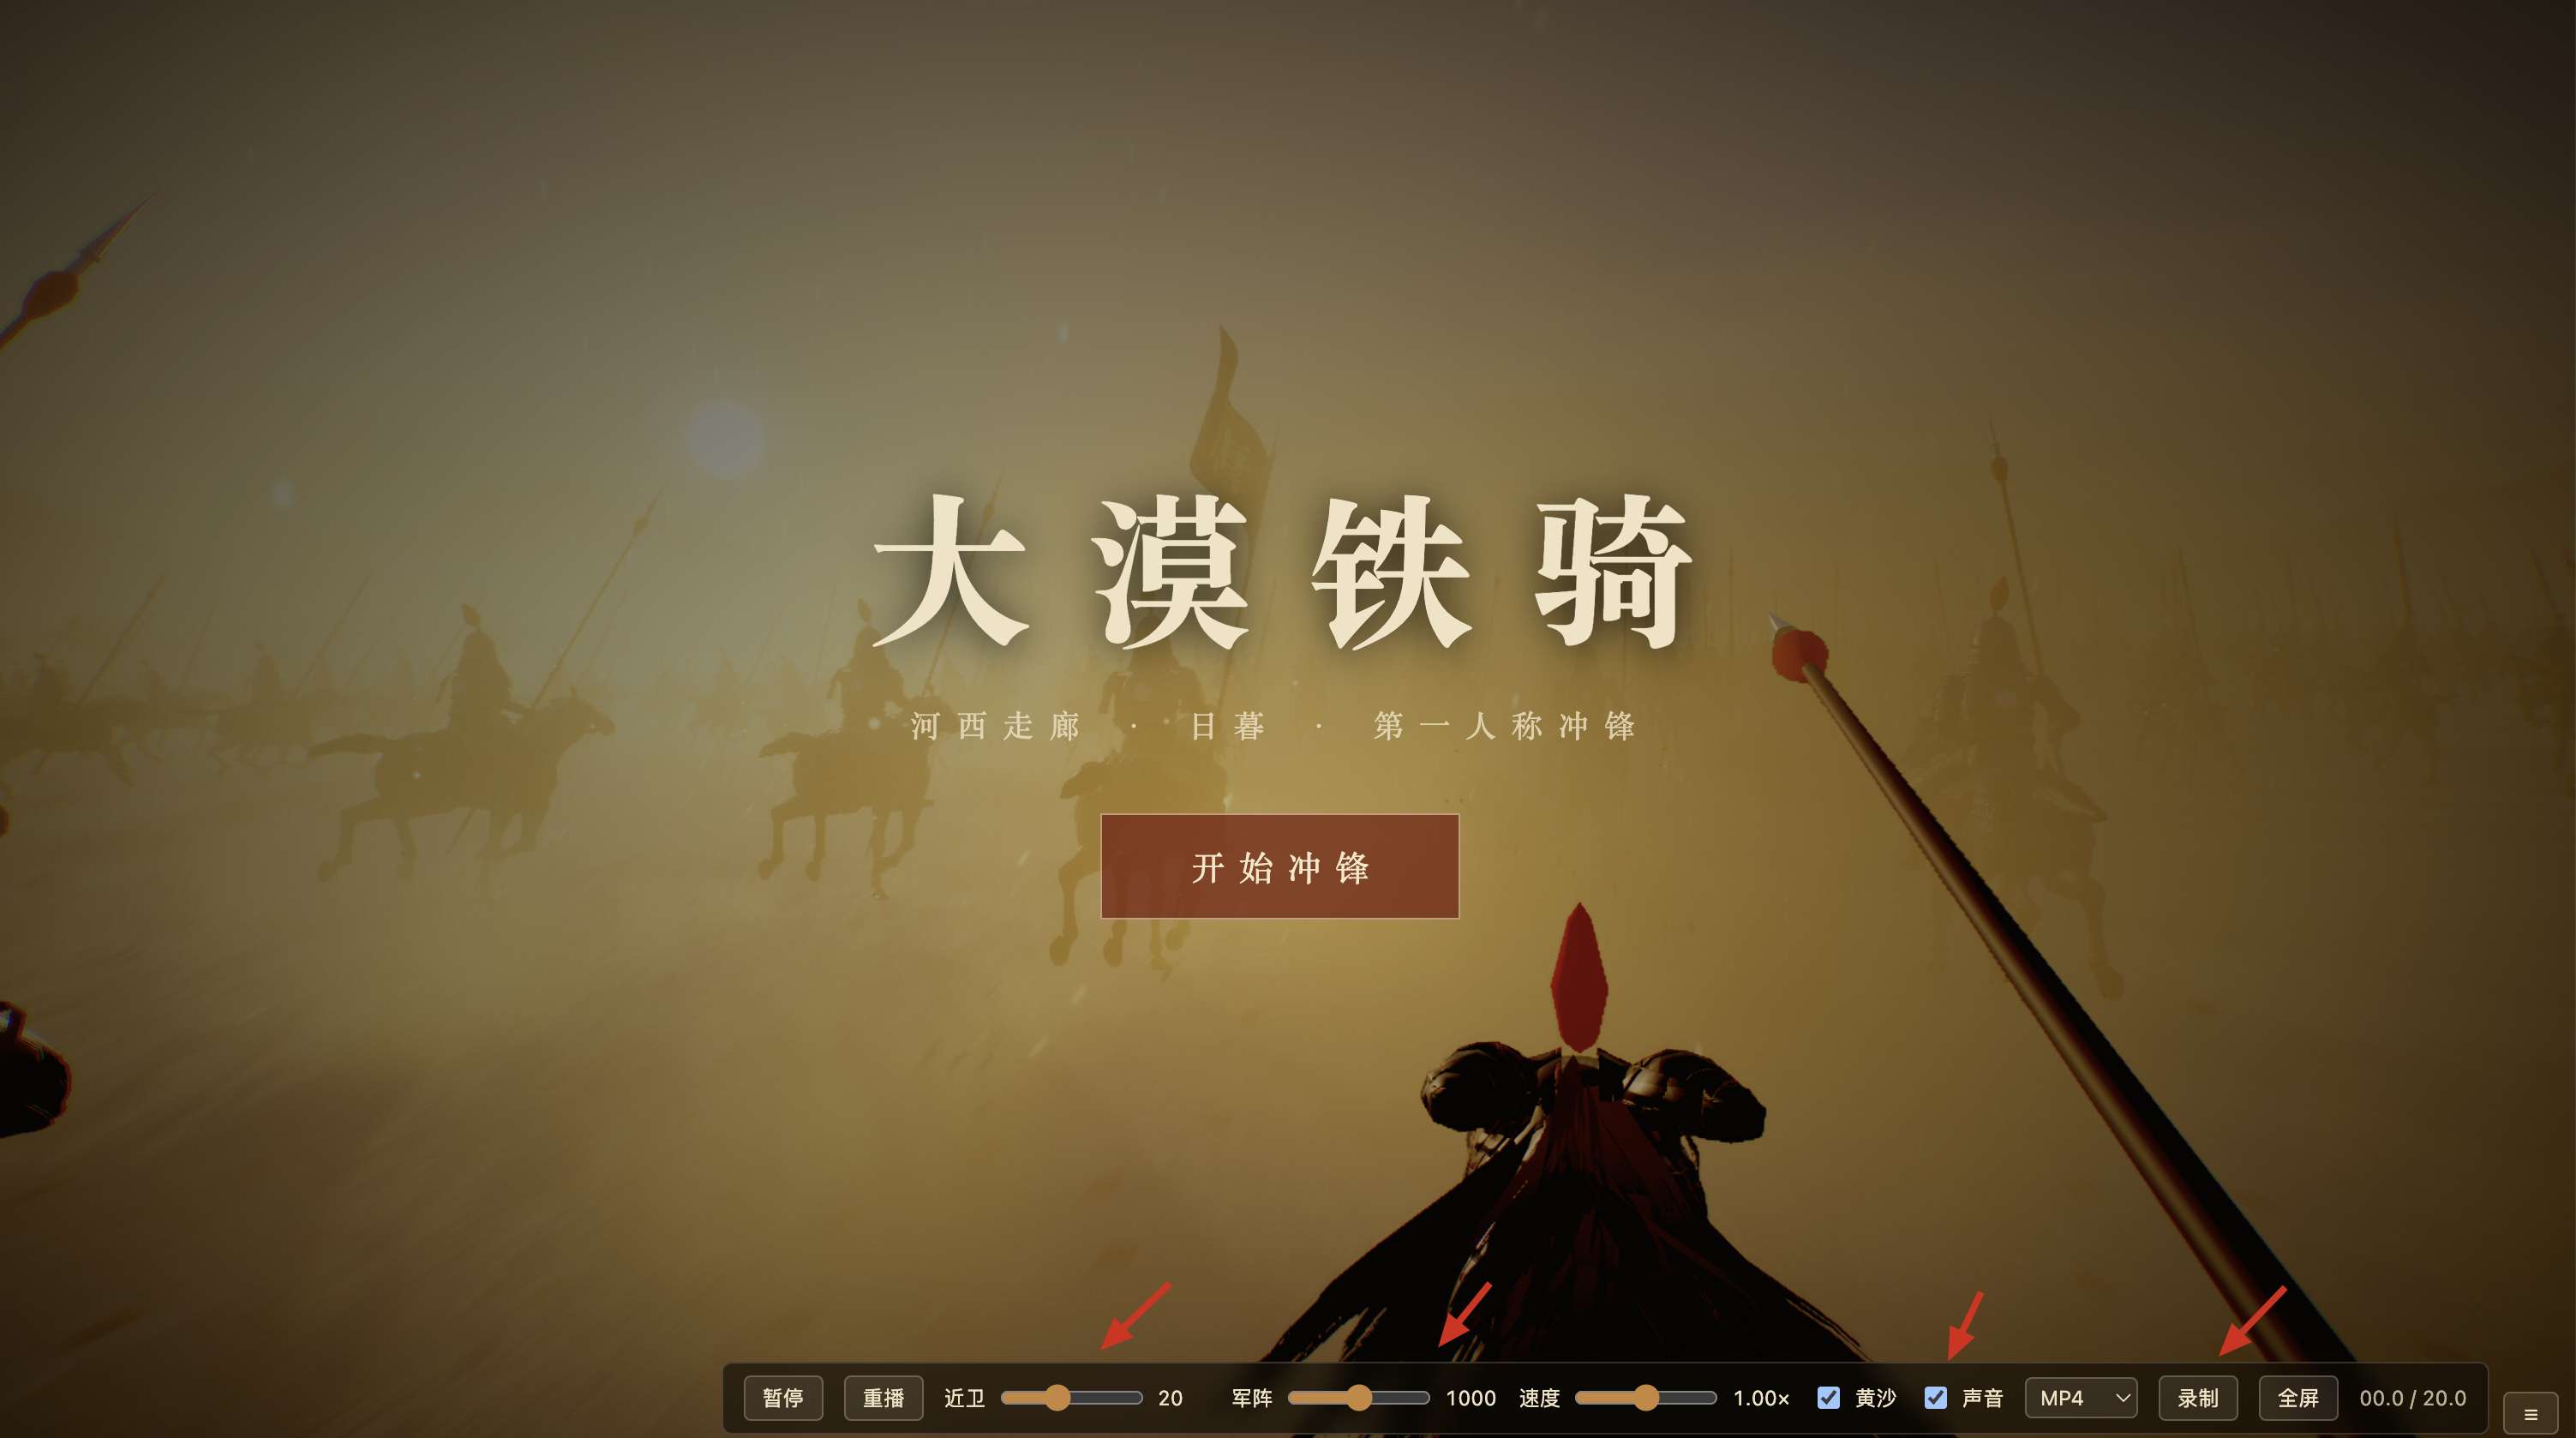 大漠铁骑
河西走廊 · 日暮 · 第一人称冲锋
开始冲锋
暂停 重播 近卫 20 军阵 1000 速度 1.00× 黄沙 声音 MP4 录制 全屏 00.0 / 20.0